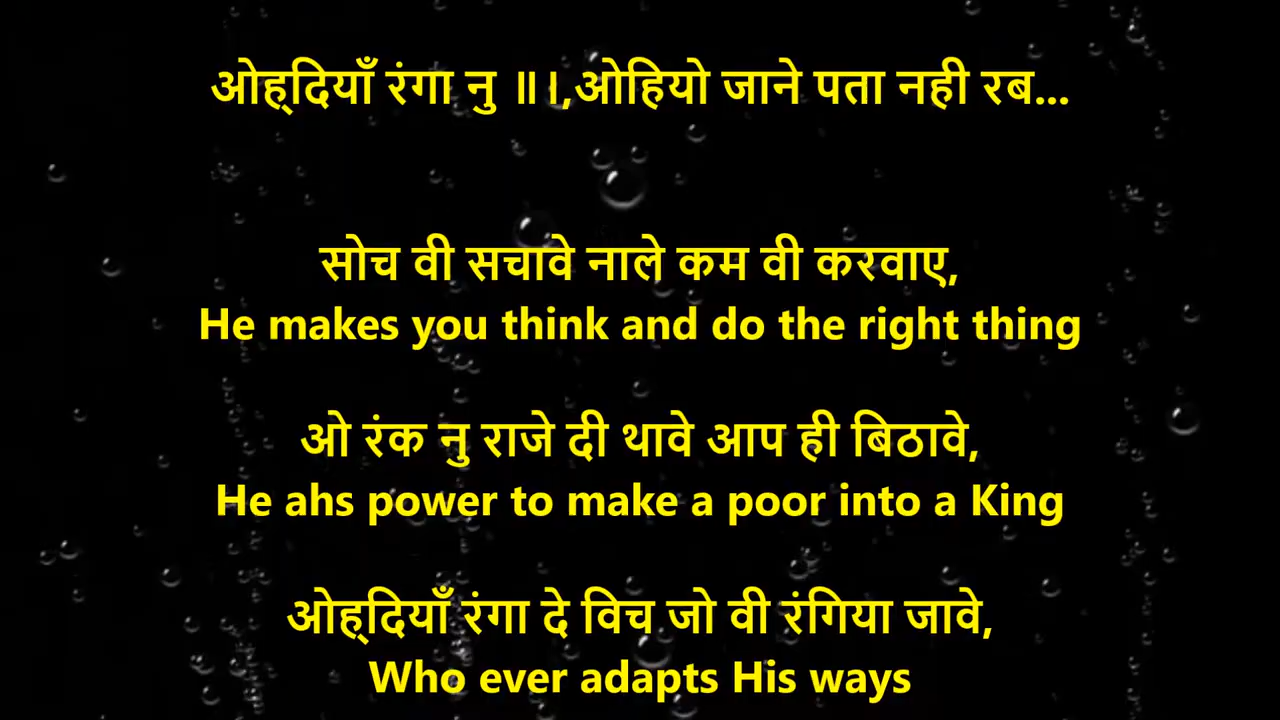 ओह्दियाँ रंगा नु ॥।,ओहियो जाने पता नही रब...
सोच वी सचावे नाले कम वी करवाए,
He makes you think and do the right thing
ओ रंक नु राजे दी थावे आप ही बिठावे,
He ahs power to make a poor into a King
ओह्दियाँ रंगा दे विच जो वी रंगिया जावे,
Who ever adapts His ways